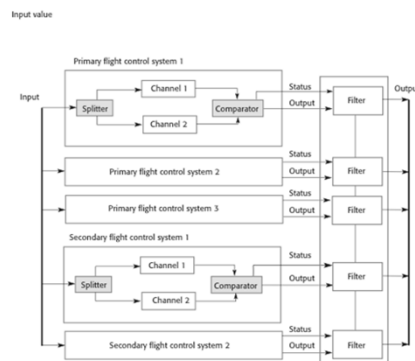 Input value
Primary flight control system 1
Input
Splitter
Channel 1
Channel 2
Comparator
Status
Output
Filter
Outpu
Primary flight control system 2
Status
Output
Filter
Primary flight control system 3
Status
Output
Filter
Secondary flight control system 1
Splitter
Channel 1
Channel 2
Comparator
Status
Output
Filter
Secondary flight control system 2
Status
Output
Filter